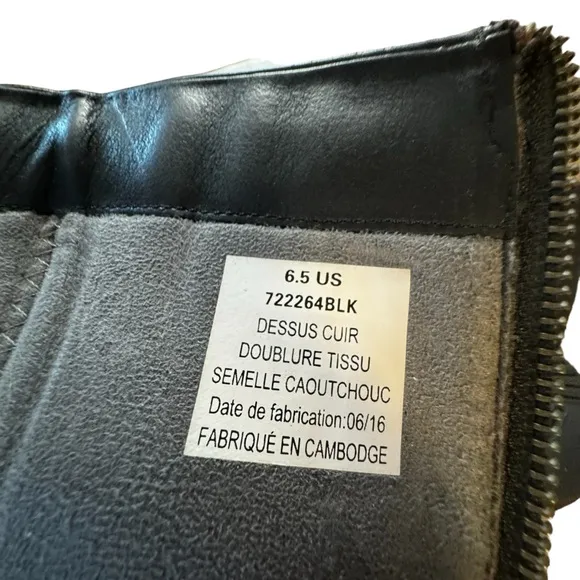 6.5 US
722264BLK
DESSUS CUIR
DOUBLURE TISSU
SEMELLE CAOUTCHOUC
Date de fabrication:06/16
FABRIQUÉ EN CAMBODGE